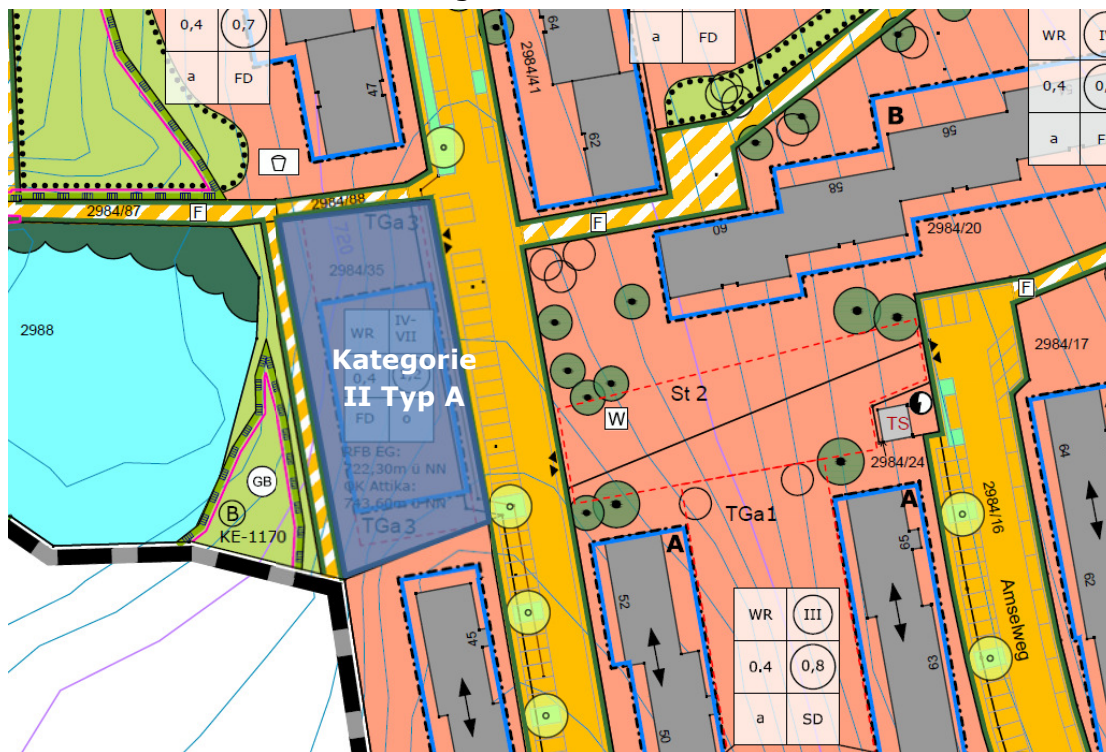 0,4 0,7
a FD
47
64
2984/41
62
a FD
B
56
WR
0,4
a
58
60
2984/20
2984/87
F
2984/88
F
TGa 3
720
2984/35
F
2988
WR IV-
VII
0,4
FD o
Kategorie
II Typ A
RFB EG:
722,30m ü NN
OK Attika:
743,60m ü NN
TGa 3
St 2
W
TS
2984/17
2984/24
GB
B
KE-1170
TGa1
A
A
2984/16
Amselweg
64
62
65
63
52
50
45
WR III
0.4 0,8
a SD